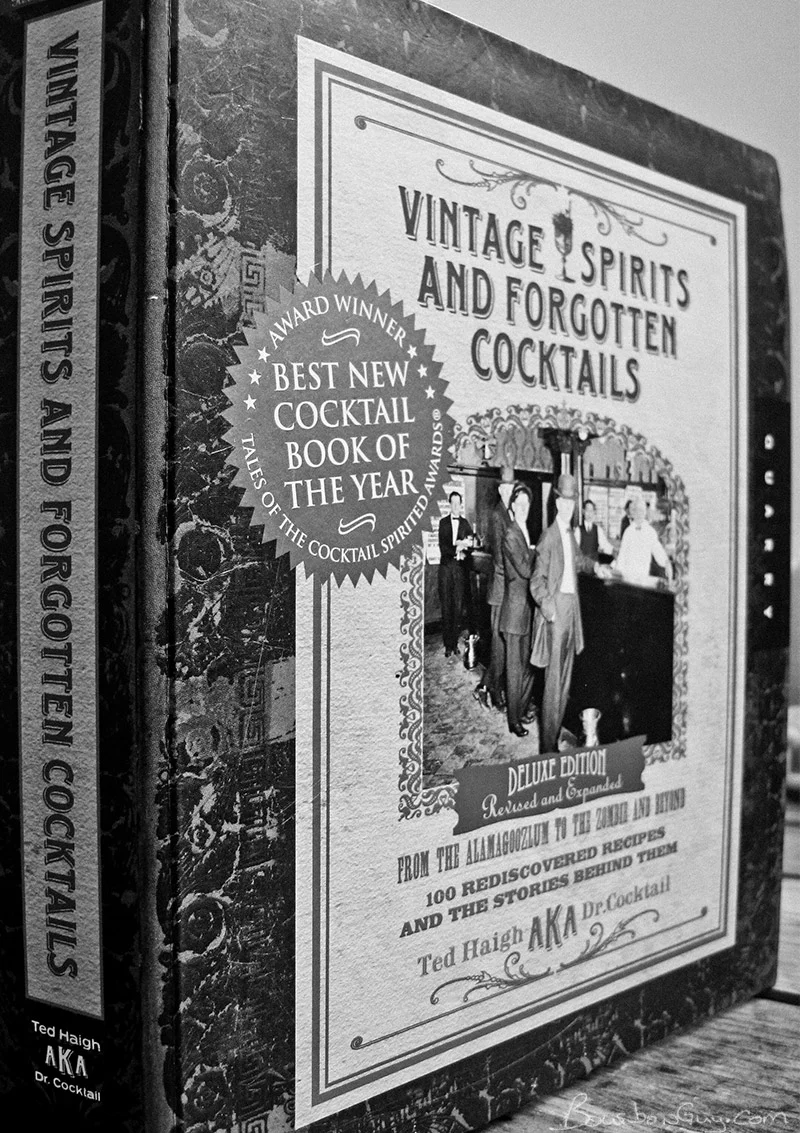 VINTAGE SPIRITS AND FORGOTTEN COCKTAILS
Ted Haigh
AKA
Dr. Cocktail
VINTAGE SPIRITS
AND FORGOTTEN
COCKTAILS
AWARD WINNER
BEST NEW
COCKTAIL
BOOK OF
THE YEAR
TALES OF THE COCKTAIL SPIRITED AWARDS®
DELUXE EDITION
Revised and Expanded
FROM THE ALAMAGOOZLUM TO THE ZOMBIE AND BEYOND
100 REDISCOVERED RECIPES
AND THE STORIES BEHIND THEM
Ted Haigh AKA Dr. Cocktail
QUARRY
BourbonGuy.com